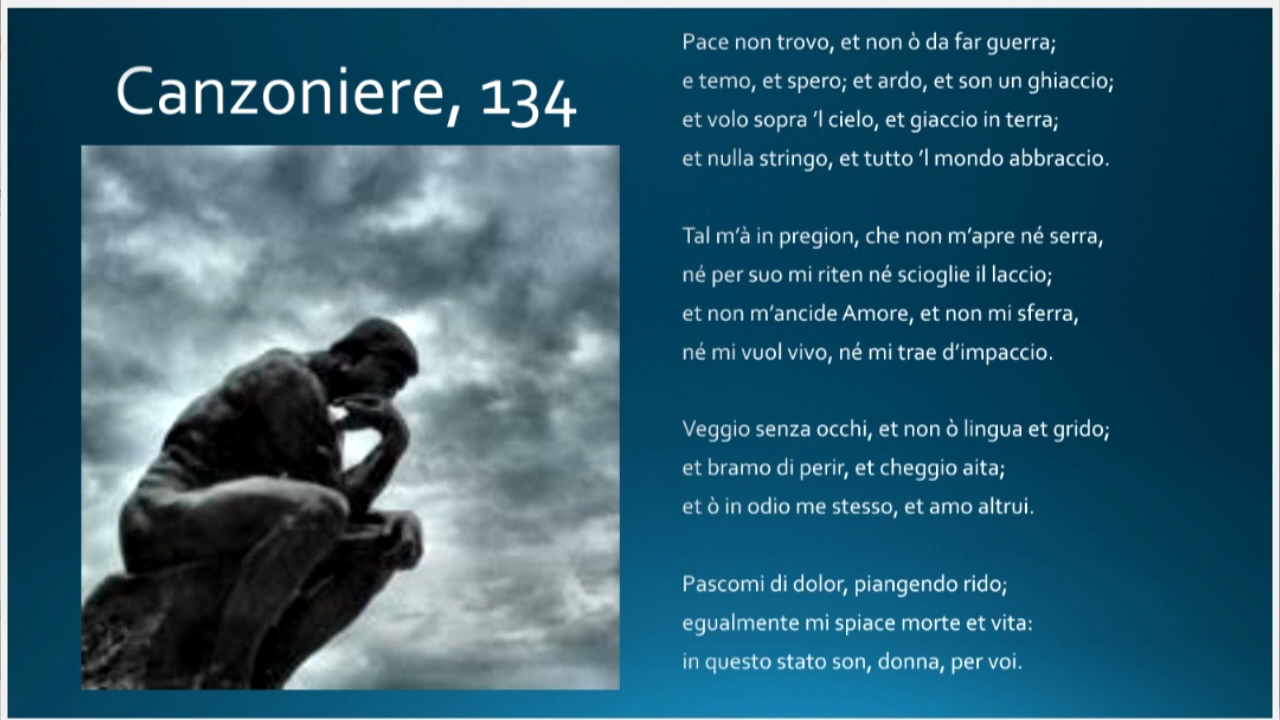 Canzoniere, 134
Pace non trovo, et non ò da far guerra;
e temo, et spero; et ardo, et son un ghiaccio;
et volo sopra ’l cielo, et giaccio in terra;
et nulla stringo, et tutto ’l mondo abbraccio.
Tal m’à in pregion, che non m’apre né serra,
né per suo mi riten né scioglie il laccio;
et non m’ancide Amore, et non mi sferra,
né mi vuol vivo, né mi trae d’impaccio.
Veggio senza occhi, et non ò lingua et grido;
et bramo di perir, et cheggio aita;
et ò in odio me stesso, et amo altrui.
Pascomi di dolor, piangendo rido;
egualmente mi spiace morte et vita:
in questo stato son, donna, per voi.